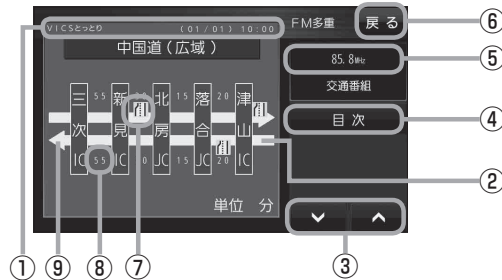 VICSとっとり (01/01) 10:00
FM多重
戻る
⑥
中国道(広域)
85.8MHz
⑤
交通番組
目次
④
三次IC
55
新見IC
北房JC
15
落合JC
20
津山IC
55
0
15
20
②
単位 分
①
⑨
⑧
⑦
③